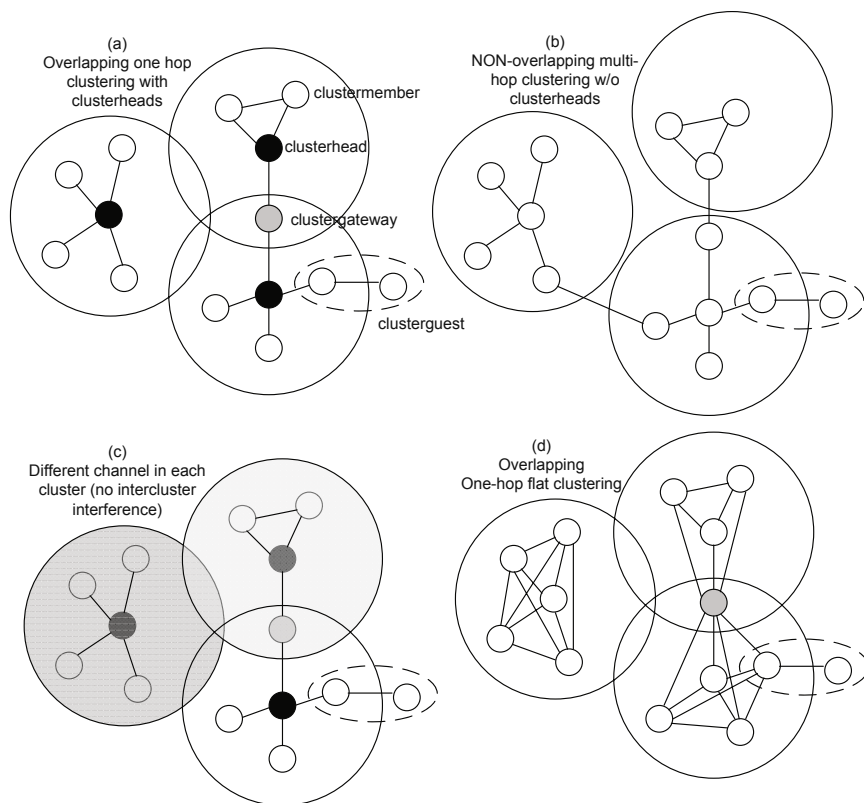 (a)
Overlapping one hop
clustering with
clusterheads
clustermember
clusterhead
clustergateway
clusterguest
(b)
NON-overlapping multi-
hop clustering w/o
clusterheads
(c)
Different channel in each
cluster (no intercluster
interference)
(d)
Overlapping
One-hop flat clustering